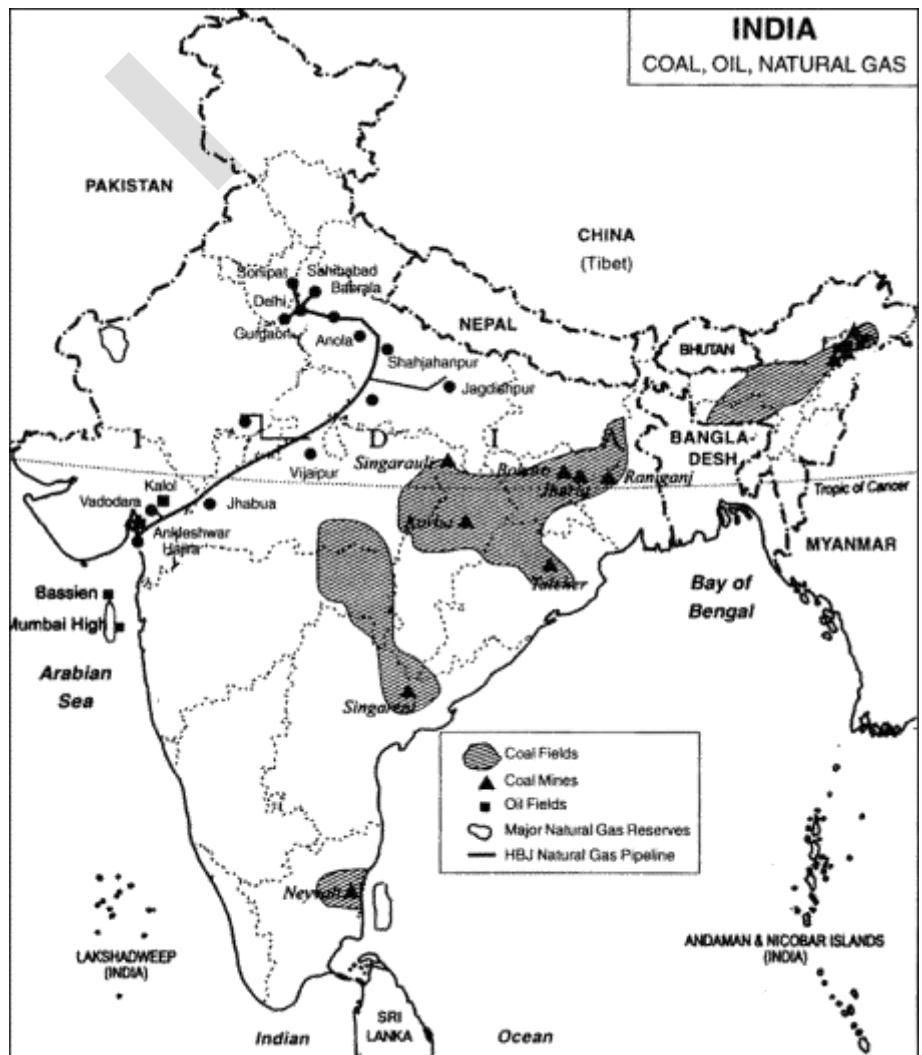 INDIA
COAL, OIL, NATURAL GAS
PAKISTAN
CHINA
(Tibet)
Sonipat
Sahibabad
Babrala
Delhi
NEPAL
Gurgaon
Anola
BHUTAN
Shahjahanpur
Jagdishpur
I
D
I
A
BANGLA-
DESH
Singarauli
Bokaro
Vijaipur
Jharia
Raniganj
Tropic of Cancer
Kalol
Vadodara
Jhabua
Korba
Ankleshwar
Hajira
MYANMAR
Talcher
Bassien
Bay of
Bengal
Mumbai High
Arabian
Sea
Singareni
Coal Fields
Coal Mines
Oil Fields
Major Natural Gas Reserves
HBJ Natural Gas Pipeline
Neyveli
LAKSHADWEEP
(INDIA)
ANDAMAN & NICOBAR ISLANDS
(INDIA)
SRI
LANKA
Indian
Ocean